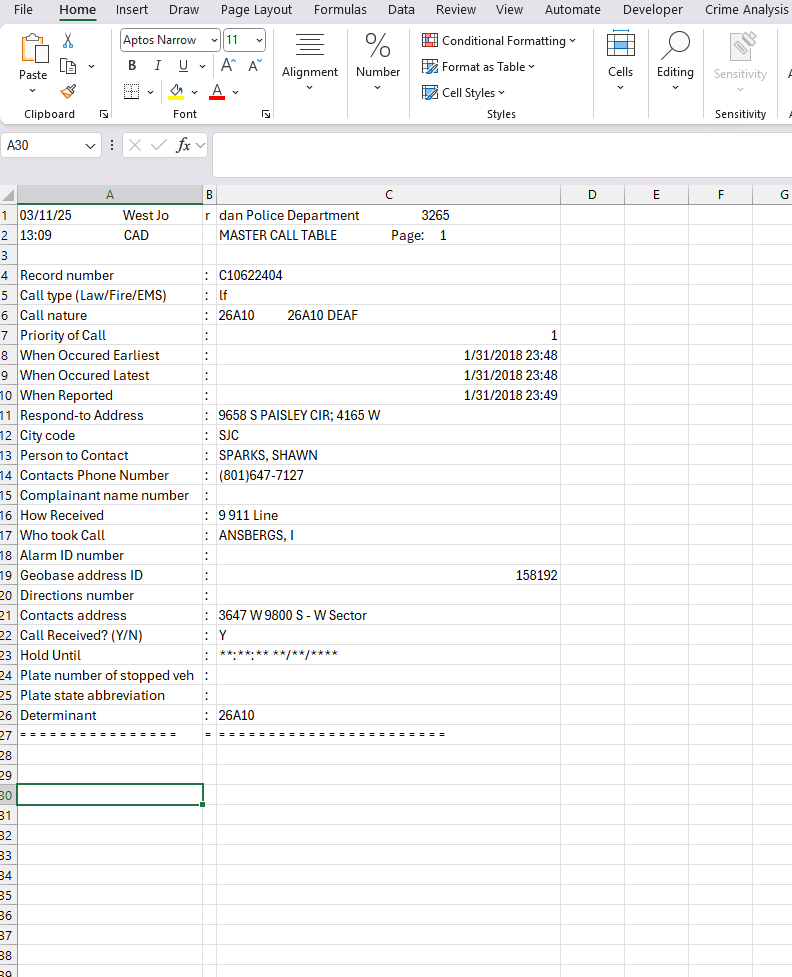 File Home Insert Draw Page Layout Formulas Data Review View Automate Developer Crime Analysis
Aptos Narrow 11
Paste B I U A A Alignment % Number Conditional Formatting Format as Table Cell Styles Cells Editing Sensitivity
Clipboard Font Styles Sensitivity
A30 fx
A B C D E F G
1 03/11/25 West Jo r dan Police Department 3265
2 13:09 CAD MASTER CALL TABLE Page: 1
3
4 Record number : C10622404
5 Call type (Law/Fire/EMS) : lf
6 Call nature : 26A10 26A10 DEAF
7 Priority of Call : 1
8 When Occured Earliest : 1/31/2018 23:48
9 When Occured Latest : 1/31/2018 23:48
10 When Reported : 1/31/2018 23:49
11 Respond-to Address : 9658 S PAISLEY CIR; 4165 W
12 City code : SJC
13 Person to Contact : SPARKS, SHAWN
14 Contacts Phone Number : (801)647-7127
15 Complainant name number :
16 How Received : 9 911 Line
17 Who took Call : ANSBERGS, I
18 Alarm ID number :
19 Geobase address ID : 158192
20 Directions number :
21 Contacts address : 3647 W 9800 S - W Sector
22 Call Received? (Y/N) : Y
23 Hold Until : **:**:** **/**/****
24 Plate number of stopped veh :
25 Plate state abbreviation :
26 Determinant : 26A10
27 = = = = = = = = = = = = = = = = = = = = = = = = = = = = = = = = = = = = = = = =
28
29
30
31
32
33
34
35
36
37
38
39